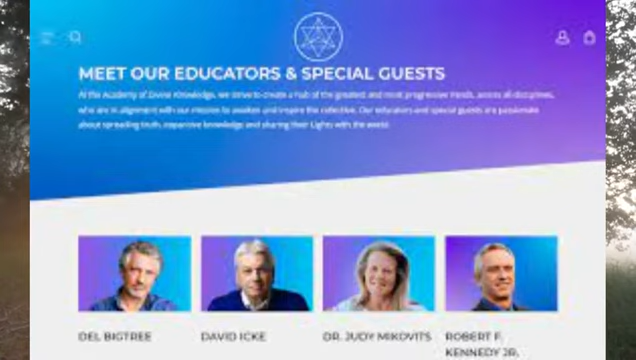 MEET OUR EDUCATORS & SPECIAL GUESTS
At the Academy of Divine Knowledge, we strive to create a hub of the greatest and most progressive minds, across all disciplines,
who are in alignment with our mission to awaken and inspire the collective. Our educators and special guests are passionate
about spreading truth, expansive knowledge and sharing their Lights with the world.
DEL BIGTREE
DAVID ICKE
DR. JUDY MIKOVITS
ROBERT F.
KENNEDY JR.